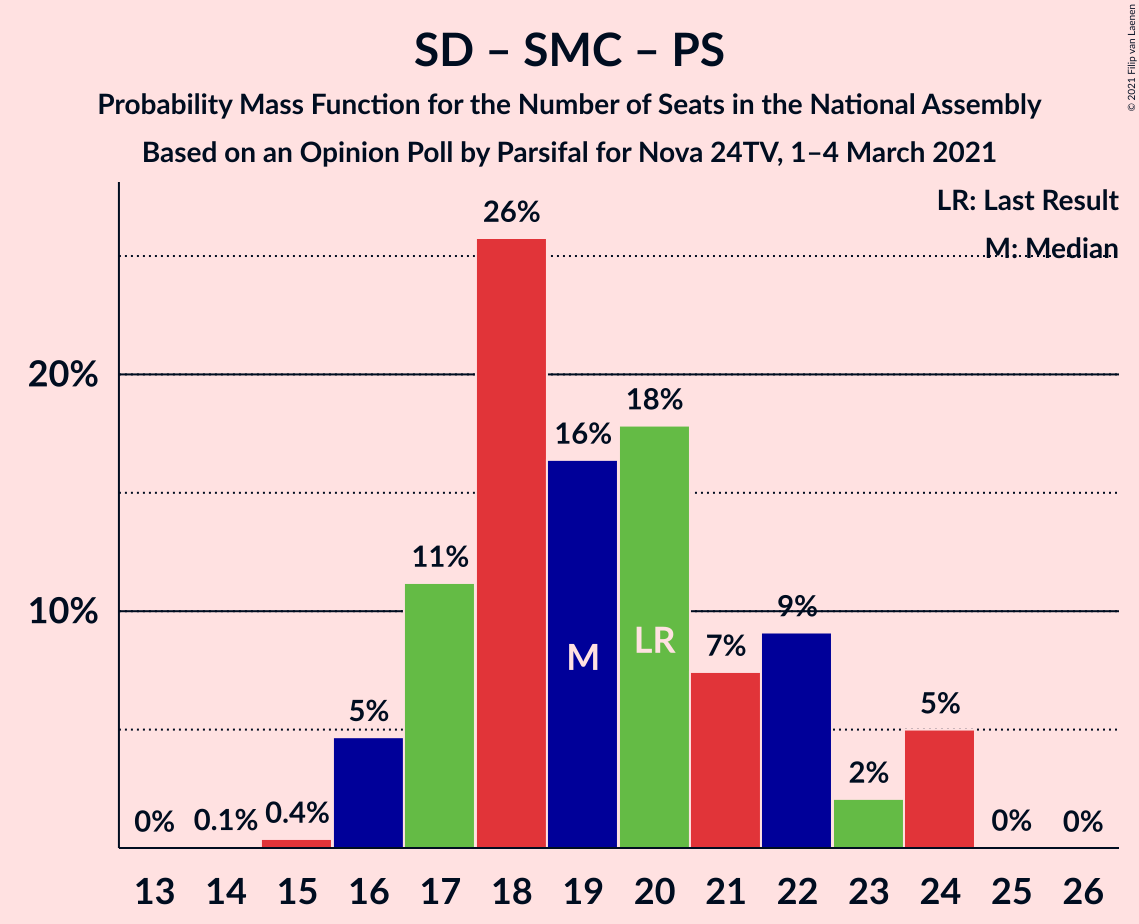 SD – SMC – PS
Probability Mass Function for the Number of Seats in the National Assembly
Based on an Opinion Poll by Parsifal for Nova 24TV, 1–4 March 2021
© 2021 Filip van Laenen
LR: Last Result
M: Median
26%
20%
18%
16%
11%
10%
9%
LR
7%
M
5%
5%
2%
0%
0.1%
0.4%
0%
0%
13 14 15 16 17 18 19 20 21 22 23 24 25 26